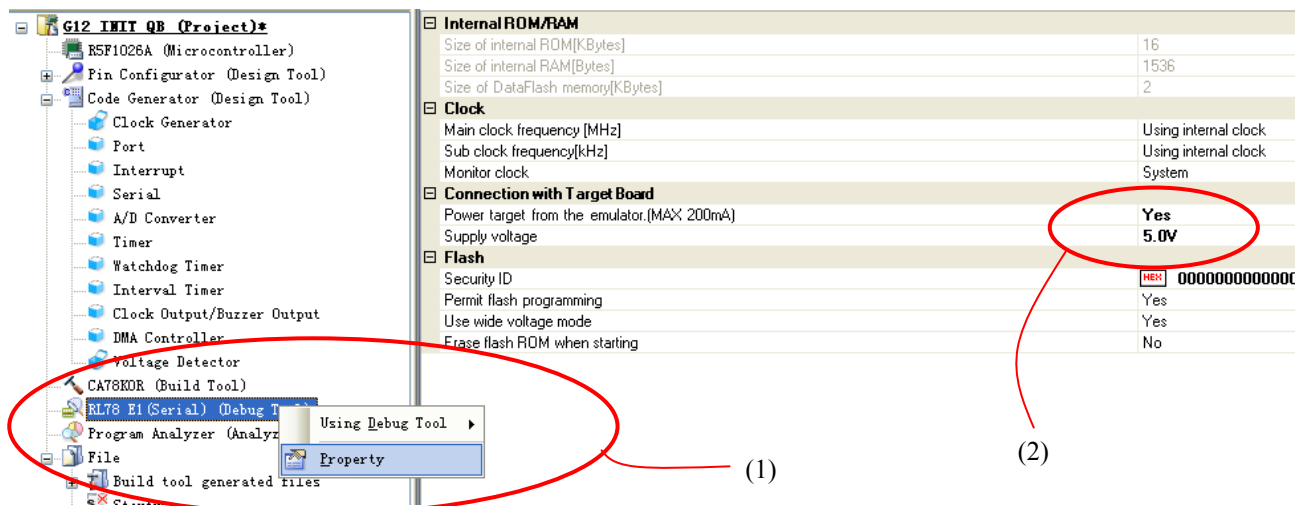 G12 INIT QB (Project)*
R5F1026A (Microcontroller)
Pin Configurator (Design Tool)
Code Generator (Design Tool)
Clock Generator
Port
Interrupt
Serial
A/D Converter
Timer
Watchdog Timer
Interval Timer
Clock Output/Buzzer Output
DMA Controller
Voltage Detector
CA78K0R (Build Tool)
RL78 E1(Serial) (Debug
Program Analyzer
File
Build tool generated files
Using Debug Tool
Property
(1)
Internal ROM/RAM
Size of internal ROM[KBytes] 16
Size of internal RAM[Bytes] 1536
Size of DataFlash memory[KBytes] 2
Clock
Main clock frequency [MHz] Using internal clock
Sub clock frequency[kHz] Using internal clock
Monitor clock System
Connection with Target Board
Power target from the emulator.(MAX 200mA) Yes
Supply voltage 5.0V
Flash
Security ID HEX 0000000000000
Permit flash programming Yes
Use wide voltage mode Yes
Erase flash ROM when starting No
(2)